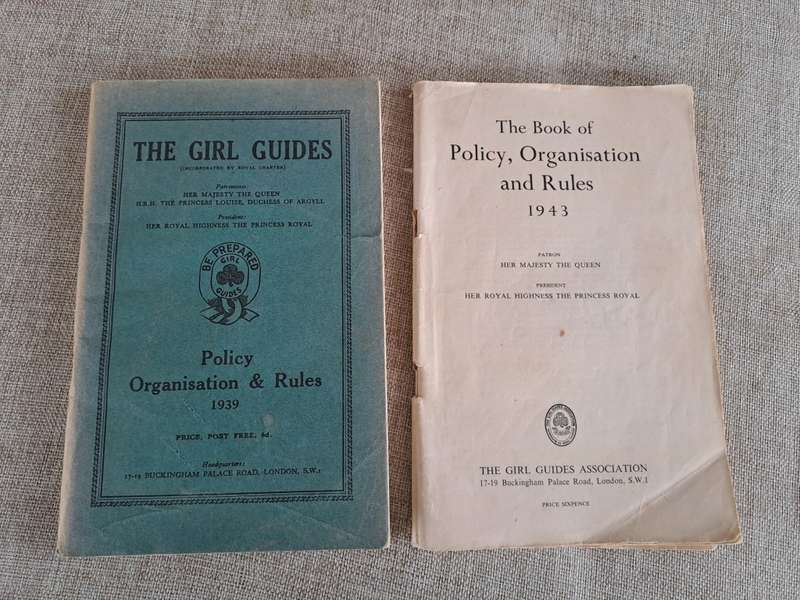 THE GIRL GUIDES
(INCORPORATED BY ROYAL CHARTER)
Patronesses:
HER MAJESTY THE QUEEN
H.R.H. THE PRINCESS LOUISE, DUCHESS OF ARGYLL
President:
HER ROYAL HIGHNESS THE PRINCESS ROYAL
BE PREPARED
GIRL
GUIDES
Policy
Organisation & Rules
1939
PRICE, POST FREE, 6d.
Headquarters:
17-19 BUCKINGHAM PALACE ROAD, LONDON, S.W.1
The Book of
Policy, Organisation
and Rules
1943
PATRON
HER MAJESTY THE QUEEN
PRESIDENT
HER ROYAL HIGHNESS THE PRINCESS ROYAL
THE GIRL GUIDES ASSOCIATION
17-19 Buckingham Palace Road, London, S.W.1
PRICE SIXPENCE